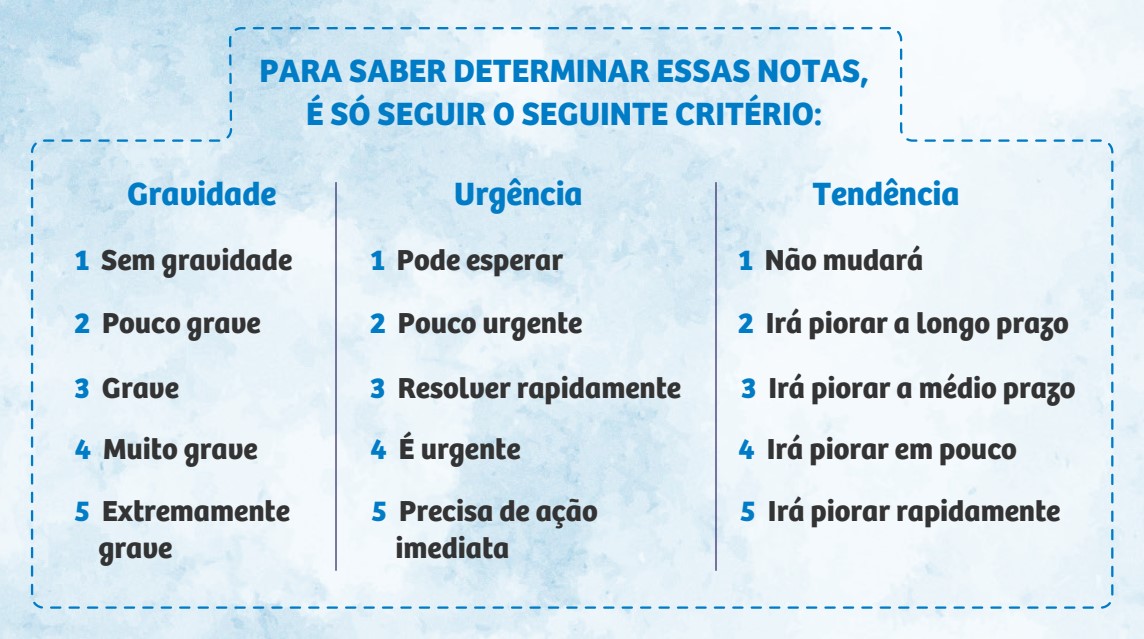 PARA SABER DETERMINAR ESSAS NOTAS,
É SÓ SEGUIR O SEGUINTE CRITÉRIO:
Gravidade
1 Sem gravidade
2 Pouco grave
3 Grave
4 Muito grave
5 Extremamente
grave
Urgência
1 Pode esperar
2 Pouco urgente
3 Resolver rapidamente
4 É urgente
5 Precisa de ação
imediata
Tendência
1 Não mudará
2 Irá piorar a longo prazo
3 Irá piorar a médio prazo
4 Irá piorar em pouco
5 Irá piorar rapidamente